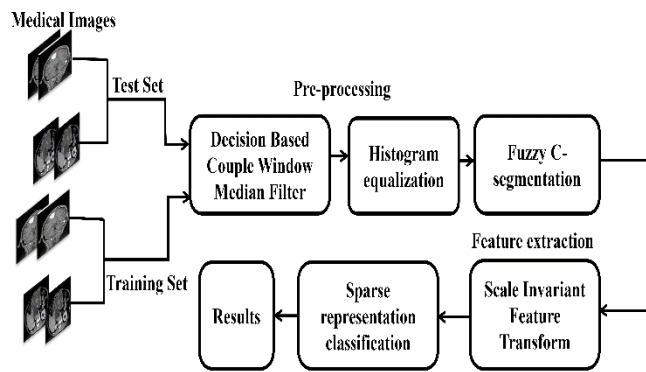 Medical Images
Test Set
Pre-processing
Decision Based
Couple Window
Median Filter
Histogram
equalization
Fuzzy C-
segmentation
Training Set
Feature extraction
Scale Invariant
Feature
Transform
Sparse
representation
classification
Results